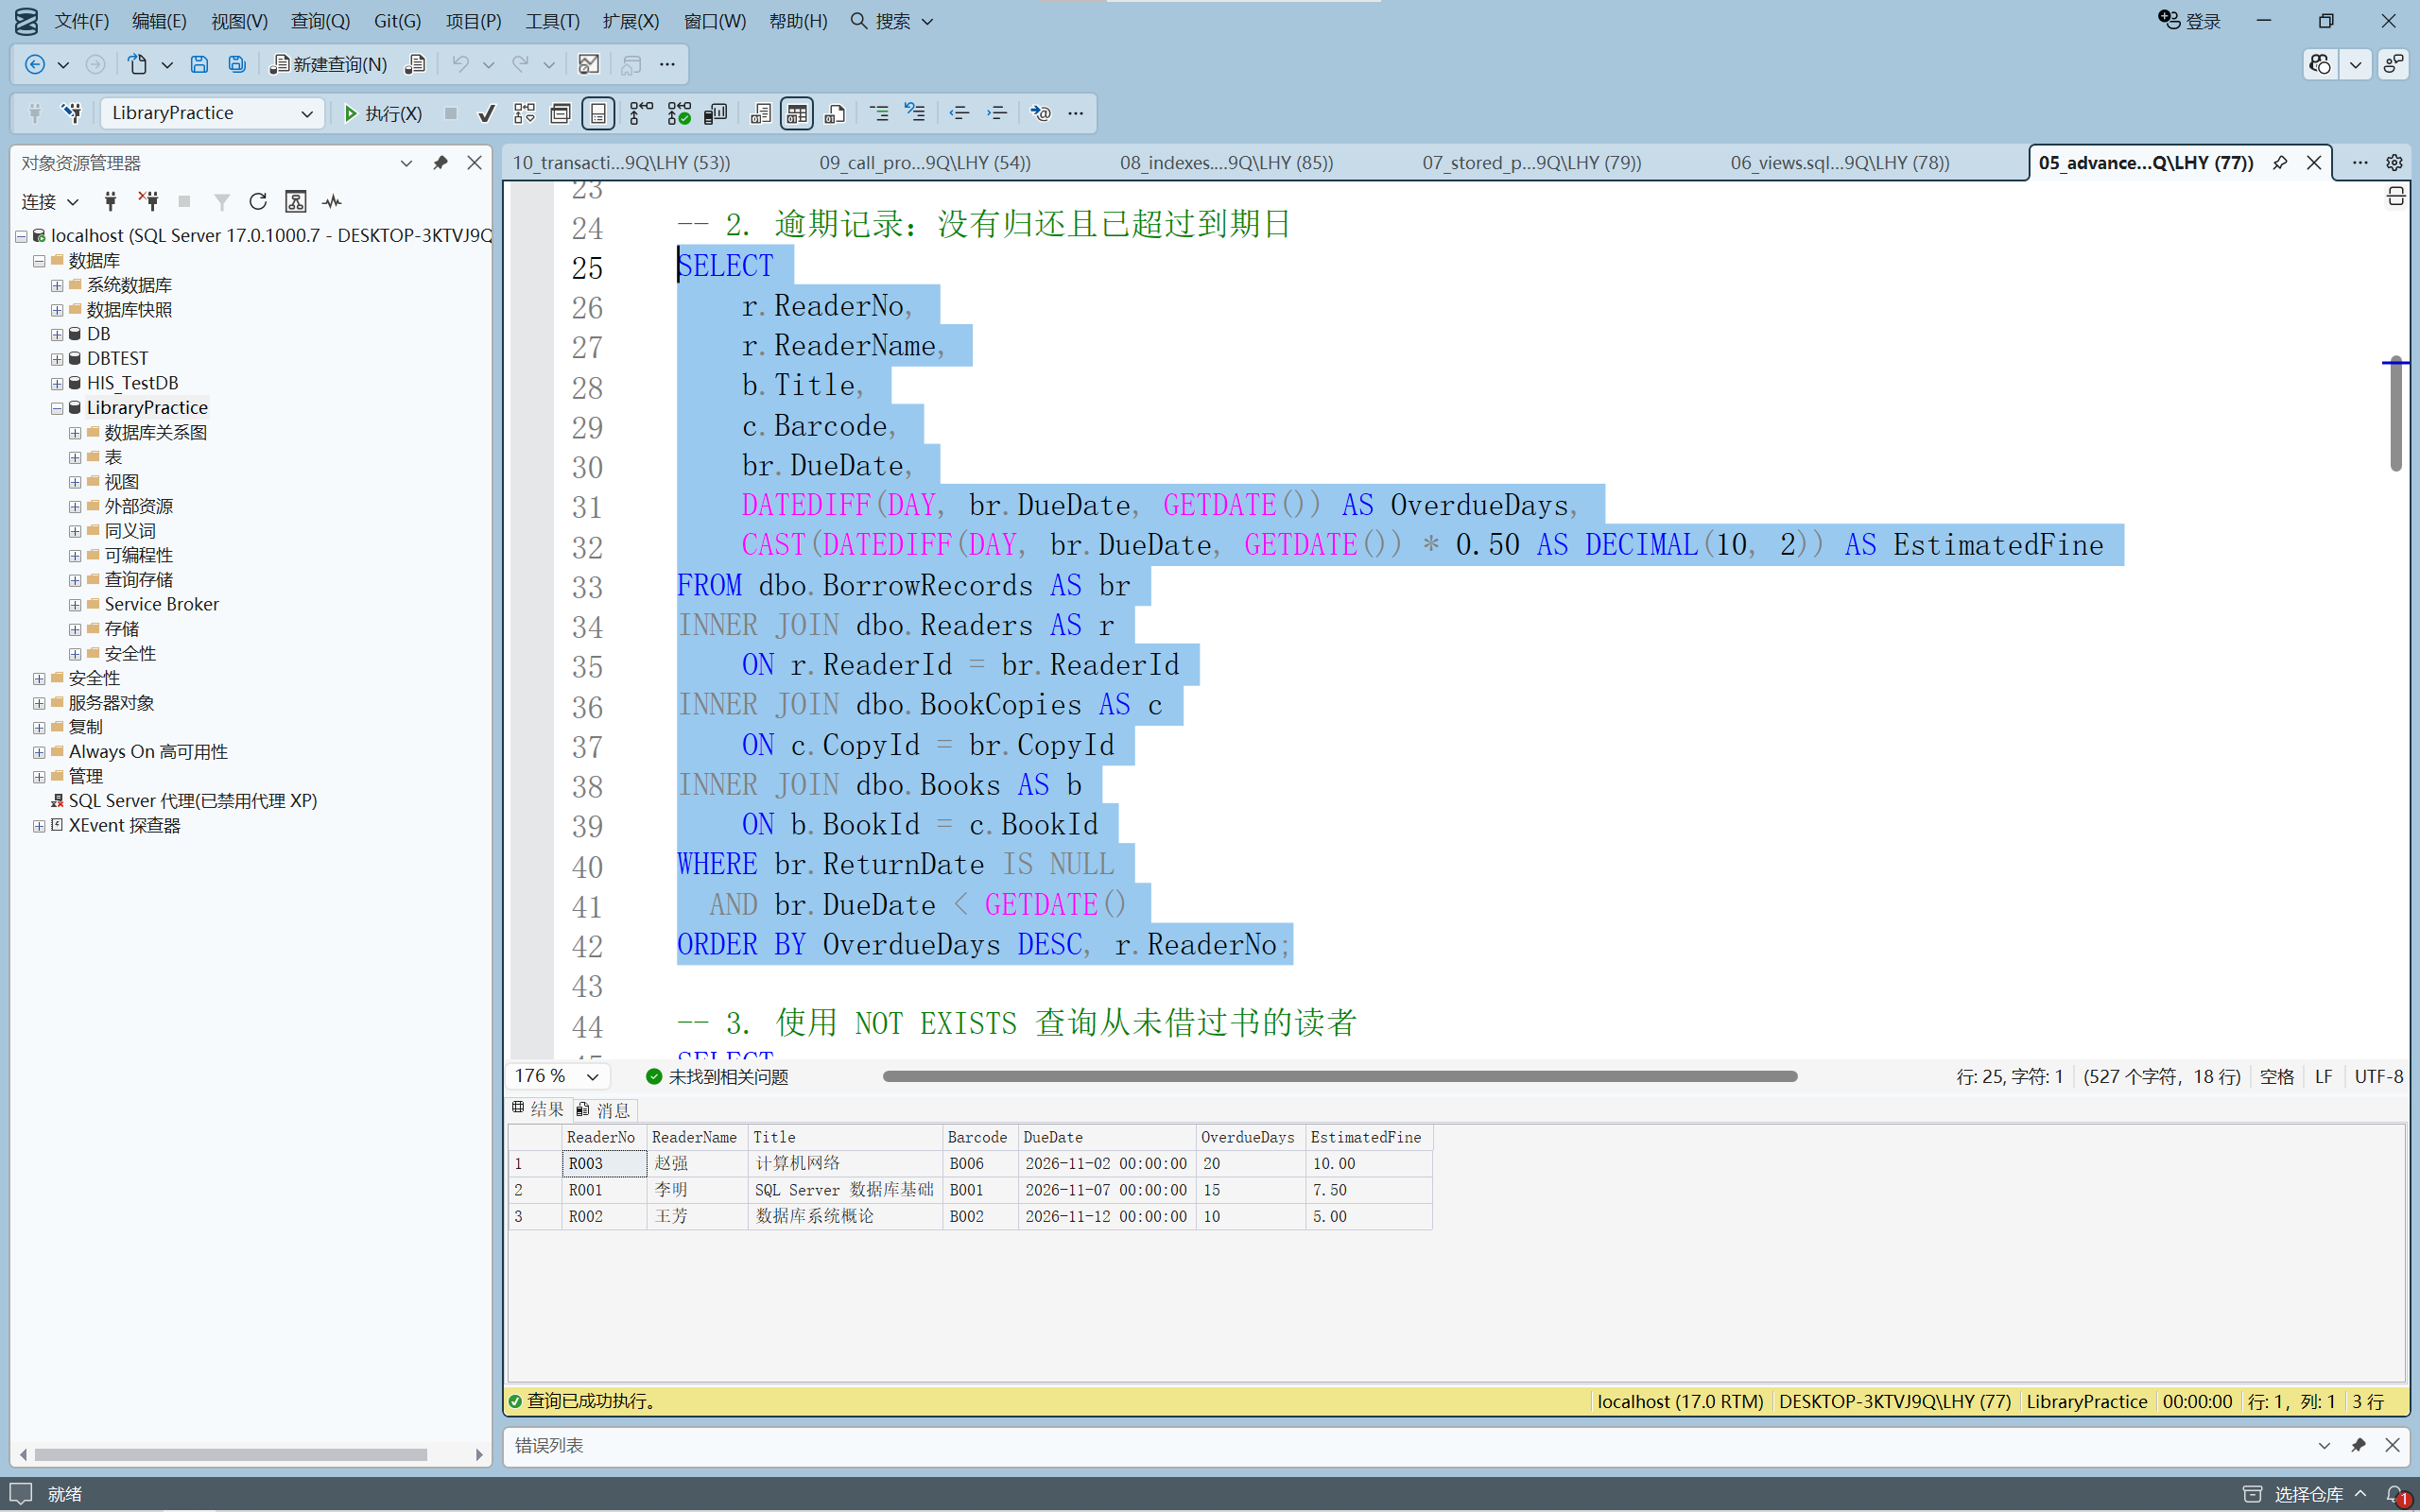 文件(F) 编辑(E) 视图(V) 查询(Q) Git(G) 项目(P) 工具(T) 扩展(X) 窗口(W) 帮助(H) 搜索 登录
新建查询(N)
LibraryPractice 执行(X)
对象资源管理器
连接
localhost (SQL Server 17.0.1000.7 - DESKTOP-3KTVJ9Q
数据库
系统数据库
数据库快照
DB
DBTEST
HIS_TestDB
LibraryPractice
数据库关系图
表
视图
外部资源
同义词
可编程性
查询存储
Service Broker
存储
安全性
安全性
服务器对象
复制
Always On 高可用性
管理
SQL Server 代理(已禁用代理 XP)
XEvent 探查器
10_transacti...9Q\LHY (53)) 09_call_pro...9Q\LHY (54)) 08_indexes....9Q\LHY (85)) 07_stored_p...9Q\LHY (79)) 06_views.sql...9Q\LHY (78)) 05_advance...Q\LHY (77))
23
24 -- 2. 逾期记录：没有归还且已超过到期日
25 SELECT
26 r.ReaderNo,
27 r.ReaderName,
28 b.Title,
29 c.Barcode,
30 br.DueDate,
31 DATEDIFF(DAY, br.DueDate, GETDATE()) AS OverdueDays,
32 CAST(DATEDIFF(DAY, br.DueDate, GETDATE()) * 0.50 AS DECIMAL(10, 2)) AS EstimatedFine
33 FROM dbo.BorrowRecords AS br
34 INNER JOIN dbo.Readers AS r
35 ON r.ReaderId = br.ReaderId
36 INNER JOIN dbo.BookCopies AS c
37 ON c.CopyId = br.CopyId
38 INNER JOIN dbo.Books AS b
39 ON b.BookId = c.BookId
40 WHERE br.ReturnDate IS NULL
41 AND br.DueDate < GETDATE()
42 ORDER BY OverdueDays DESC, r.ReaderNo;
43
44 -- 3. 使用 NOT EXISTS 查询从未借过书的读者
45 SELECT
176 % 未找到相关问题 行: 25, 字符: 1 (527 个字符，18 行) 空格 LF UTF-8
结果 消息
ReaderNo ReaderName Title Barcode DueDate OverdueDays EstimatedFine
1 R003 赵强 计算机网络 B006 2026-11-02 00:00:00 20 10.00
2 R001 李明 SQL Server 数据库基础 B001 2026-11-07 00:00:00 15 7.50
3 R002 王芳 数据库系统概论 B002 2026-11-12 00:00:00 10 5.00
查询已成功执行。 localhost (17.0 RTM) DESKTOP-3KTVJ9Q\LHY (77) LibraryPractice 00:00:00 行: 1，列: 1 3 行
错误列表
就绪 选择仓库 1